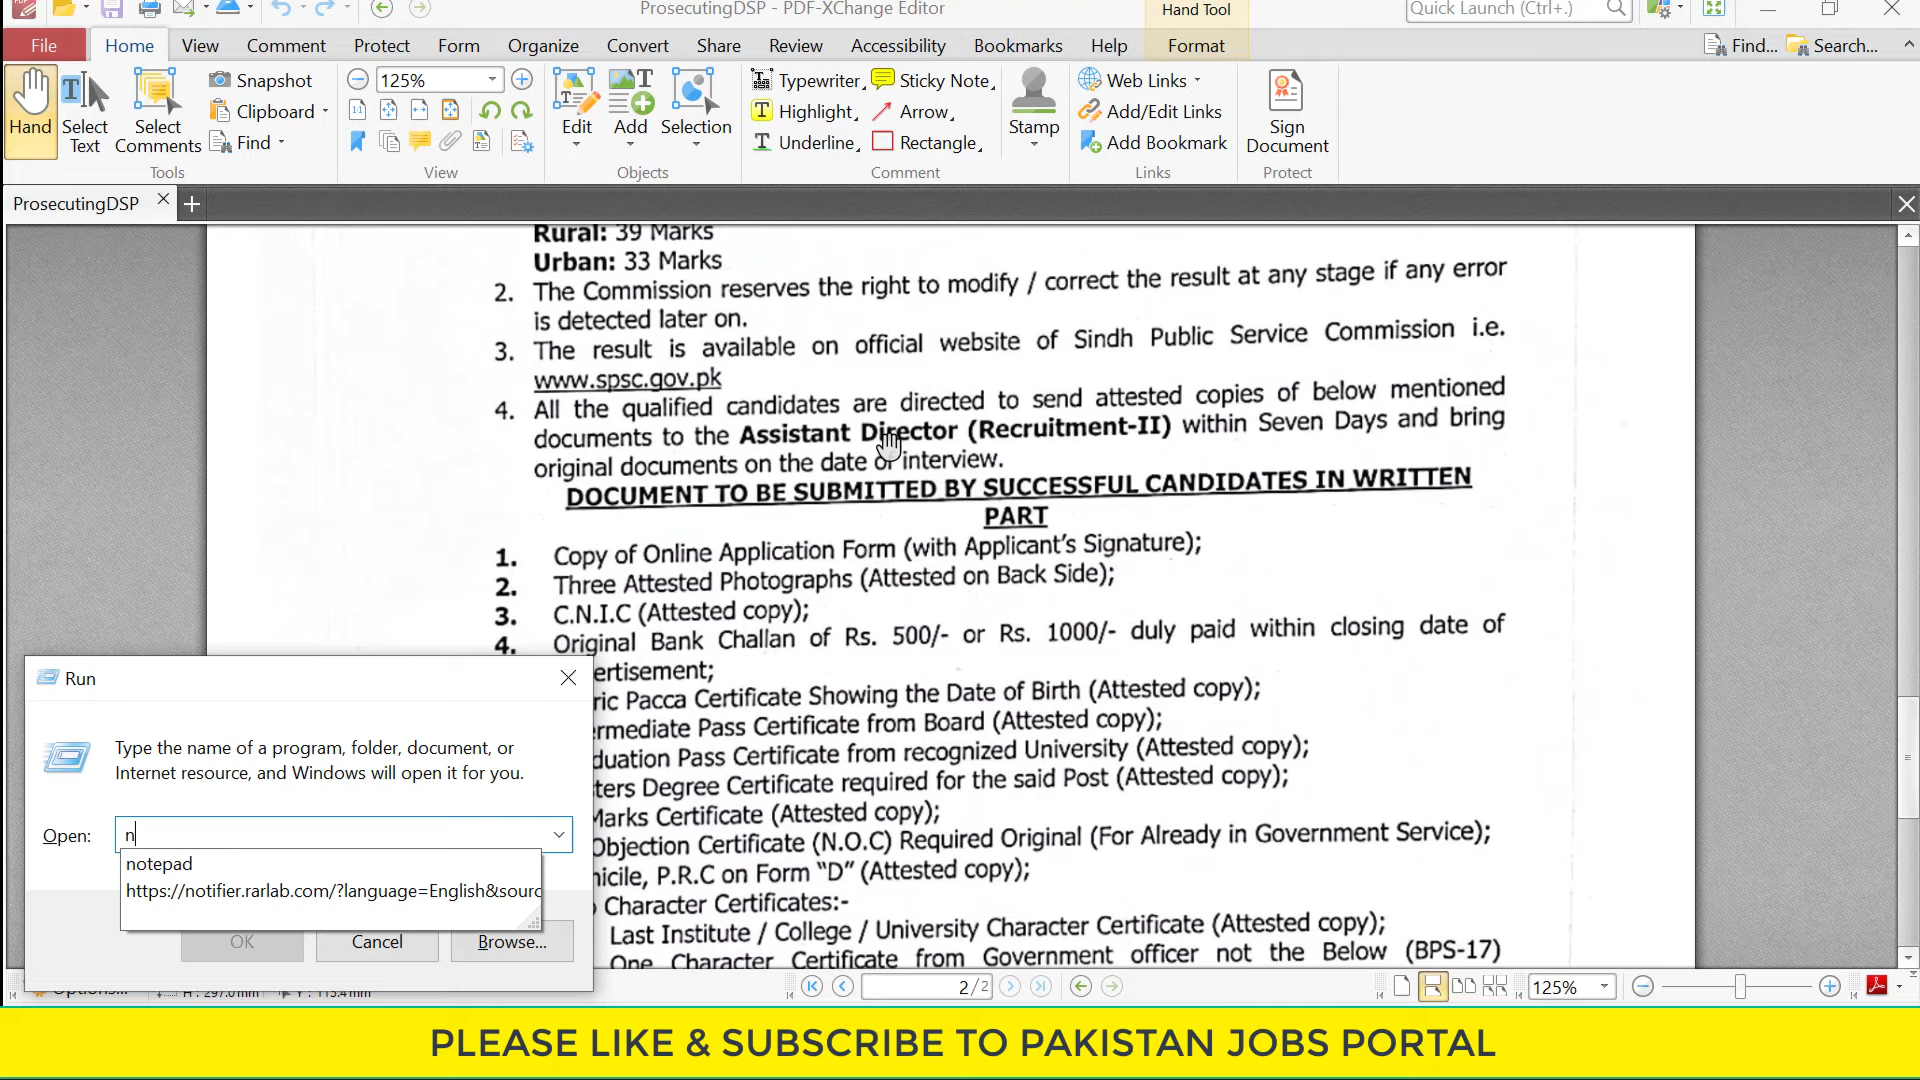 ProsecutingDSP - PDF-XChange Editor
Hand Tool
Quick Launch (Ctrl+.)
File Home View Comment Protect Form Organize Convert Share Review Accessibility Bookmarks Help Format Find... Search...
Hand
Select Text
Select Comments
Snapshot
Clipboard
Find
Tools
125%
View
Edit
Add
Selection
Objects
Typewriter Sticky Note
Highlight Arrow
Underline Rectangle
Comment
Stamp
Web Links
Add/Edit Links
Add Bookmark
Links
Sign Document
Protect
ProsecutingDSP
Rural: 39 Marks
Urban: 33 Marks
2. The Commission reserves the right to modify / correct the result at any stage if any error
is detected later on.
3. The result is available on official website of Sindh Public Service Commission i.e.
www.spsc.gov.pk
4. All the qualified candidates are directed to send attested copies of below mentioned
documents to the Assistant Director (Recruitment-II) within Seven Days and bring
original documents on the date of interview.
DOCUMENT TO BE SUBMITTED BY SUCCESSFUL CANDIDATES IN WRITTEN
PART
1. Copy of Online Application Form (with Applicant's Signature);
2. Three Attested Photographs (Attested on Back Side);
3. C.N.I.C (Attested copy);
4. Original Bank Challan of Rs. 500/- or Rs. 1000/- duly paid within closing date of
ertisement;
ric Pacca Certificate Showing the Date of Birth (Attested copy);
rmediate Pass Certificate from Board (Attested copy);
duation Pass Certificate from recognized University (Attested copy);
ters Degree Certificate required for the said Post (Attested copy);
Marks Certificate (Attested copy);
Objection Certificate (N.O.C) Required Original (For Already in Government Service);
nicile, P.R.C on Form "D" (Attested copy);
Character Certificates:-
Last Institute / College / University Character Certificate (Attested copy);
One Character Certificate from Government officer not the Below (BPS-17)
Run
Type the name of a program, folder, document, or
Internet resource, and Windows will open it for you.
Open: n
notepad
https://notifier.rarlab.com/?language=English&sourc
OK Cancel Browse...
2 / 2
125%
PLEASE LIKE & SUBSCRIBE TO PAKISTAN JOBS PORTAL